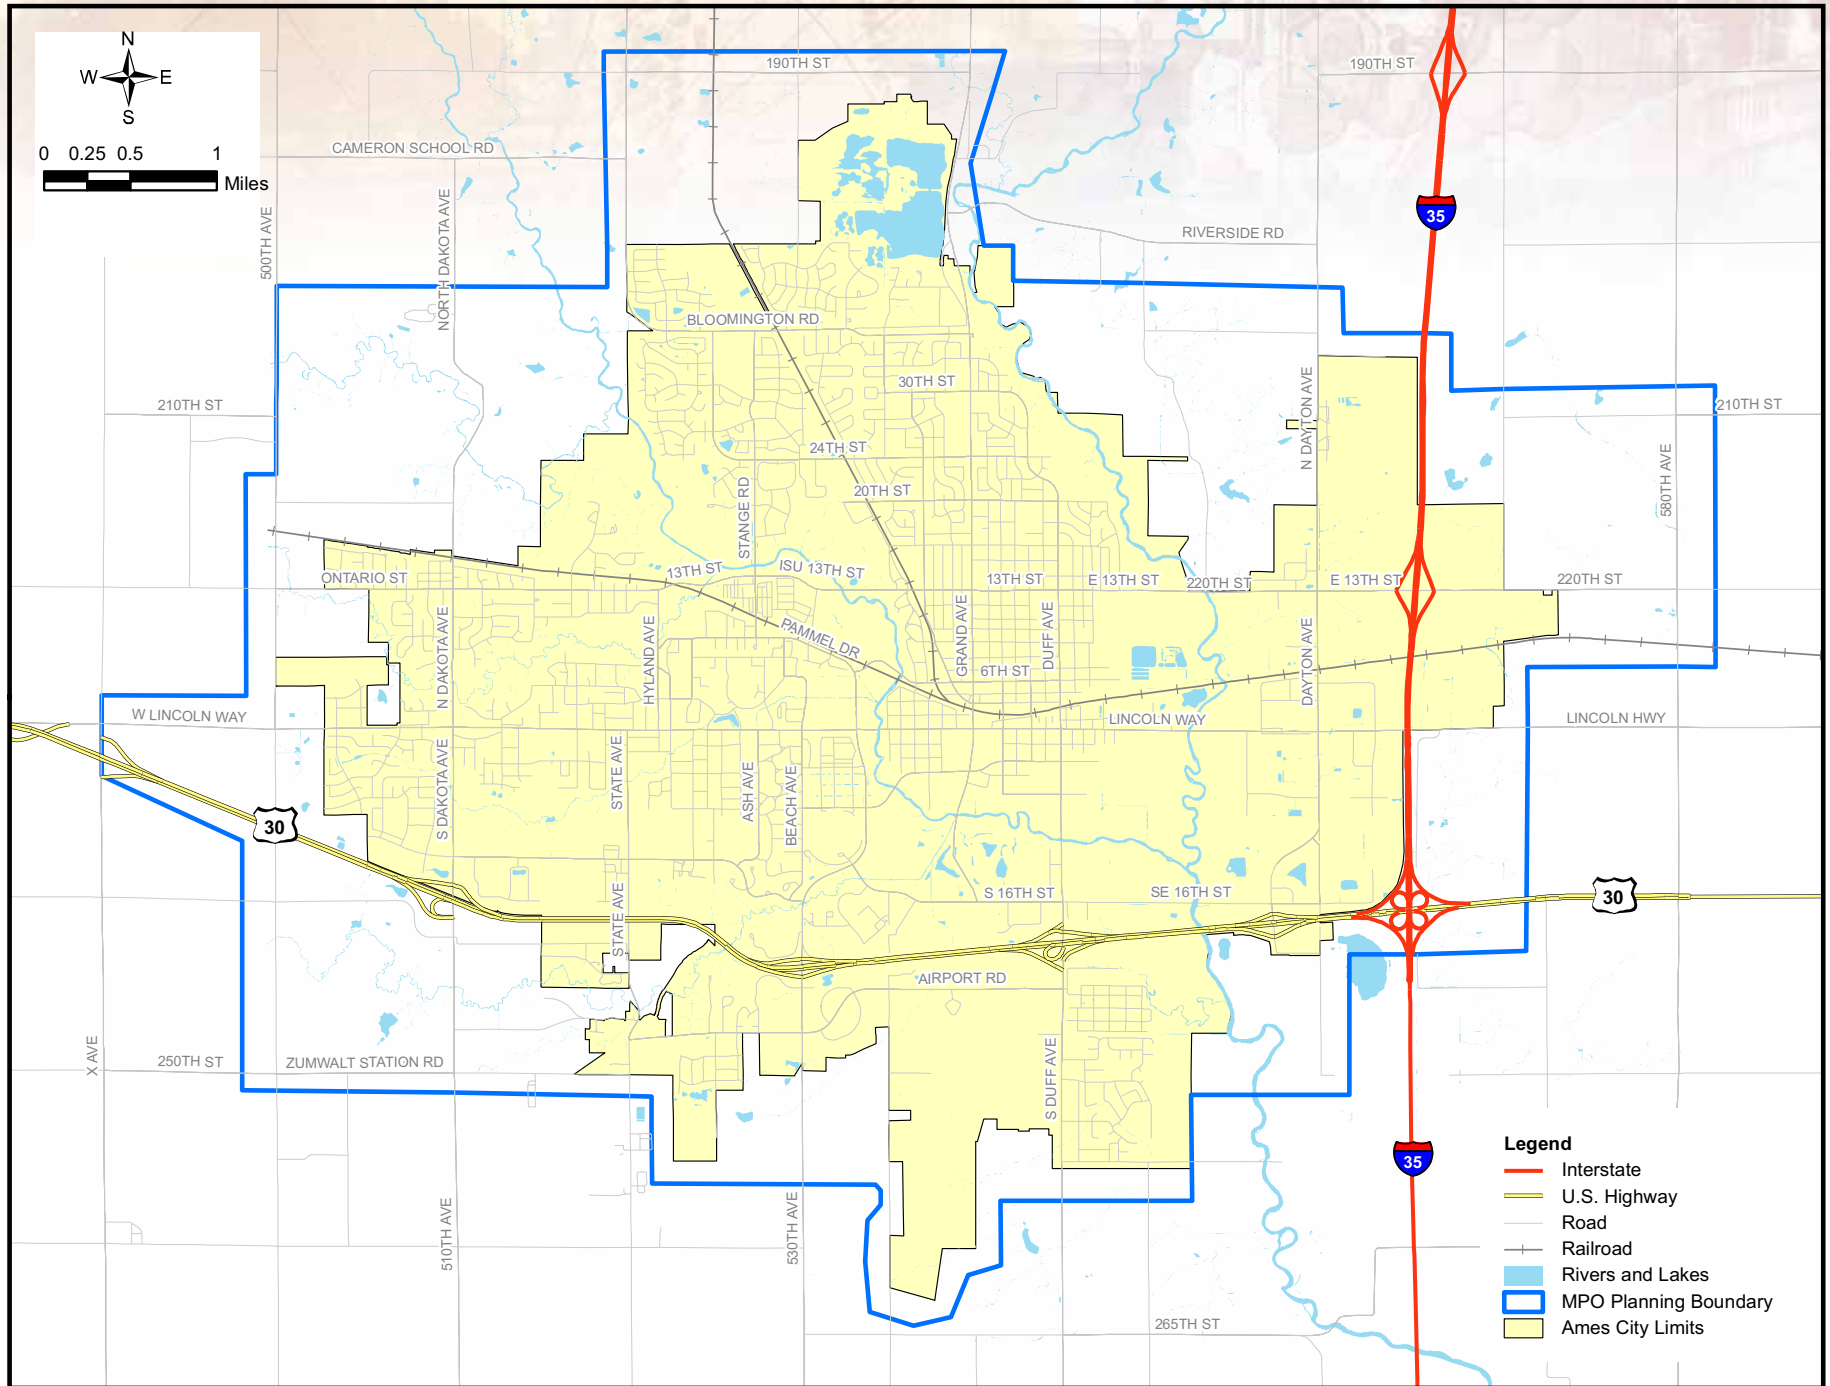 N
W E
S
0 0.25 0.5 1
Miles
190TH ST
190TH ST
CAMERON SCHOOL RD
500TH AVE
NORTH DAKOTA AVE
35
RIVERSIDE RD
BLOOMINGTON RD
30TH ST
210TH ST
210TH ST
N DAYTON AVE
24TH ST
580TH AVE
20TH ST
STANGE RD
13TH ST
ISU 13TH ST
ONTARIO ST
13TH ST
E 13TH ST
220TH ST
E 13TH ST
220TH ST
N DAKOTA AVE
HYLAND AVE
PAMMEL DR
GRAND AVE
DUFF AVE
DAYTON AVE
6TH ST
W LINCOLN WAY
LINCOLN WAY
LINCOLN HWY
S DAKOTA AVE
STATE AVE
ASH AVE
BEACH AVE
30
S 16TH ST
SE 16TH ST
30
STATE AVE
AIRPORT RD
X AVE
250TH ST
ZUMWALT STATION RD
S DUFF AVE
35
510TH AVE
530TH AVE
265TH ST
Legend
Interstate
U.S. Highway
Road
Railroad
Rivers and Lakes
MPO Planning Boundary
Ames City Limits